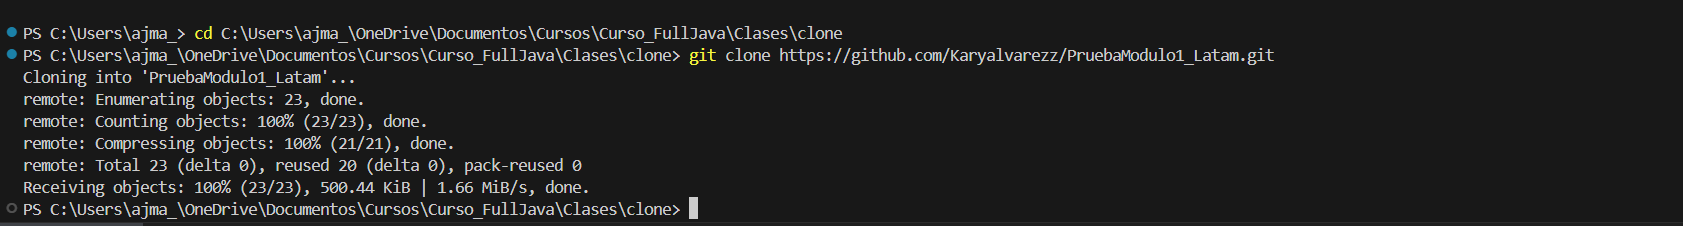 PS C:\Users\ajma_> cd C:\Users\ajma_\OneDrive\Documentos\Cursos\Curso_FullJava\Clases\clone
PS C:\Users\ajma_\OneDrive\Documentos\Cursos\Curso_FullJava\Clases\clone> git clone https://github.com/Karyalvarezz/PruebaModulo1_Latam.git
Cloning into 'PruebaModulo1_Latam'...
remote: Enumerating objects: 23, done.
remote: Counting objects: 100% (23/23), done.
remote: Compressing objects: 100% (21/21), done.
remote: Total 23 (delta 0), reused 20 (delta 0), pack-reused 0
Receiving objects: 100% (23/23), 500.44 KiB | 1.66 MiB/s, done.
PS C:\Users\ajma_\OneDrive\Documentos\Cursos\Curso_FullJava\Clases\clone>